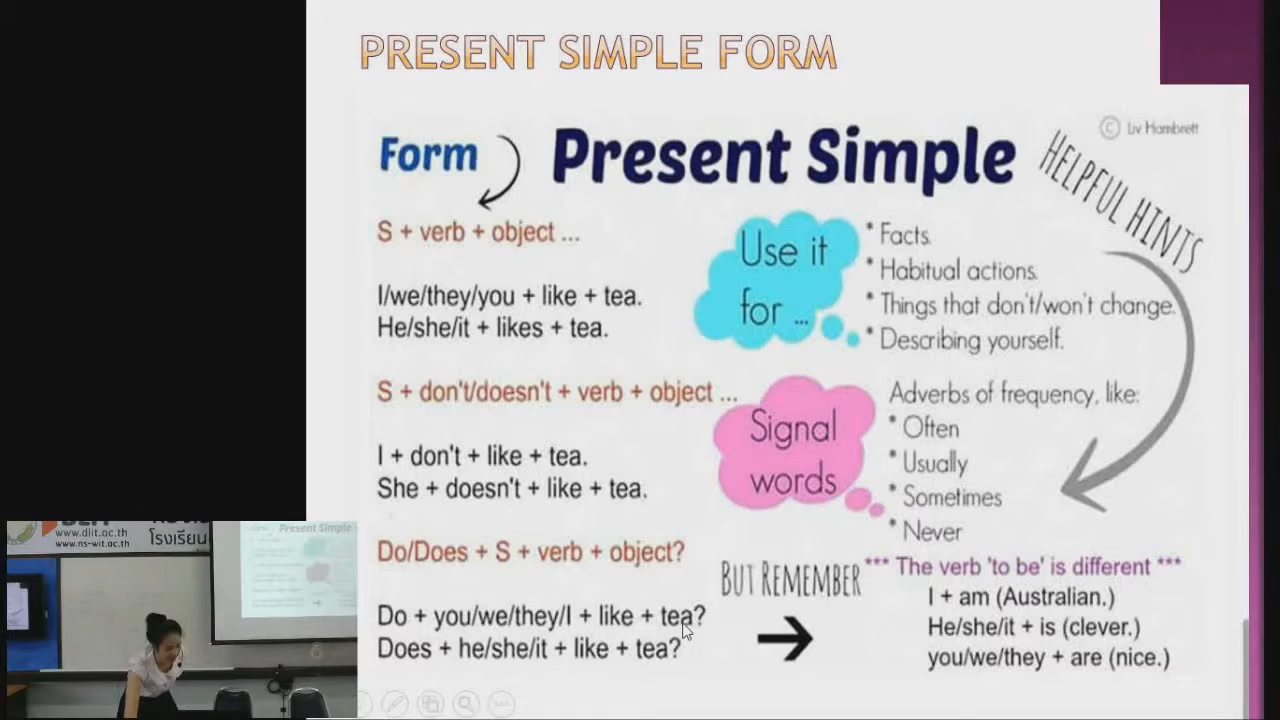 PRESENT SIMPLE FORM
© Liv Hambrett
Form
Present Simple
HELPFUL HINTS
S + verb + object ...
I/we/they/you + like + tea.
He/she/it + likes + tea.
S + don't/doesn't + verb + object ...
I + don't + like + tea.
She + doesn't + like + tea.
Do/Does + S + verb + object?
Do + you/we/they/I + like + tea?
Does + he/she/it + like + tea?
Use it
for ...
* Facts.
* Habitual actions.
* Things that don't/won't change.
* Describing yourself.
Signal
words
Adverbs of frequency, like:
* Often
* Usually
* Sometimes
* Never
BUT REMEMBER
*** The verb 'to be' is different ***
I + am (Australian.)
He/she/it + is (clever.)
you/we/they + are (nice.)
www.dlit.ac.th
www.ns-wit.ac.th
โรงเรียน
Present Simple